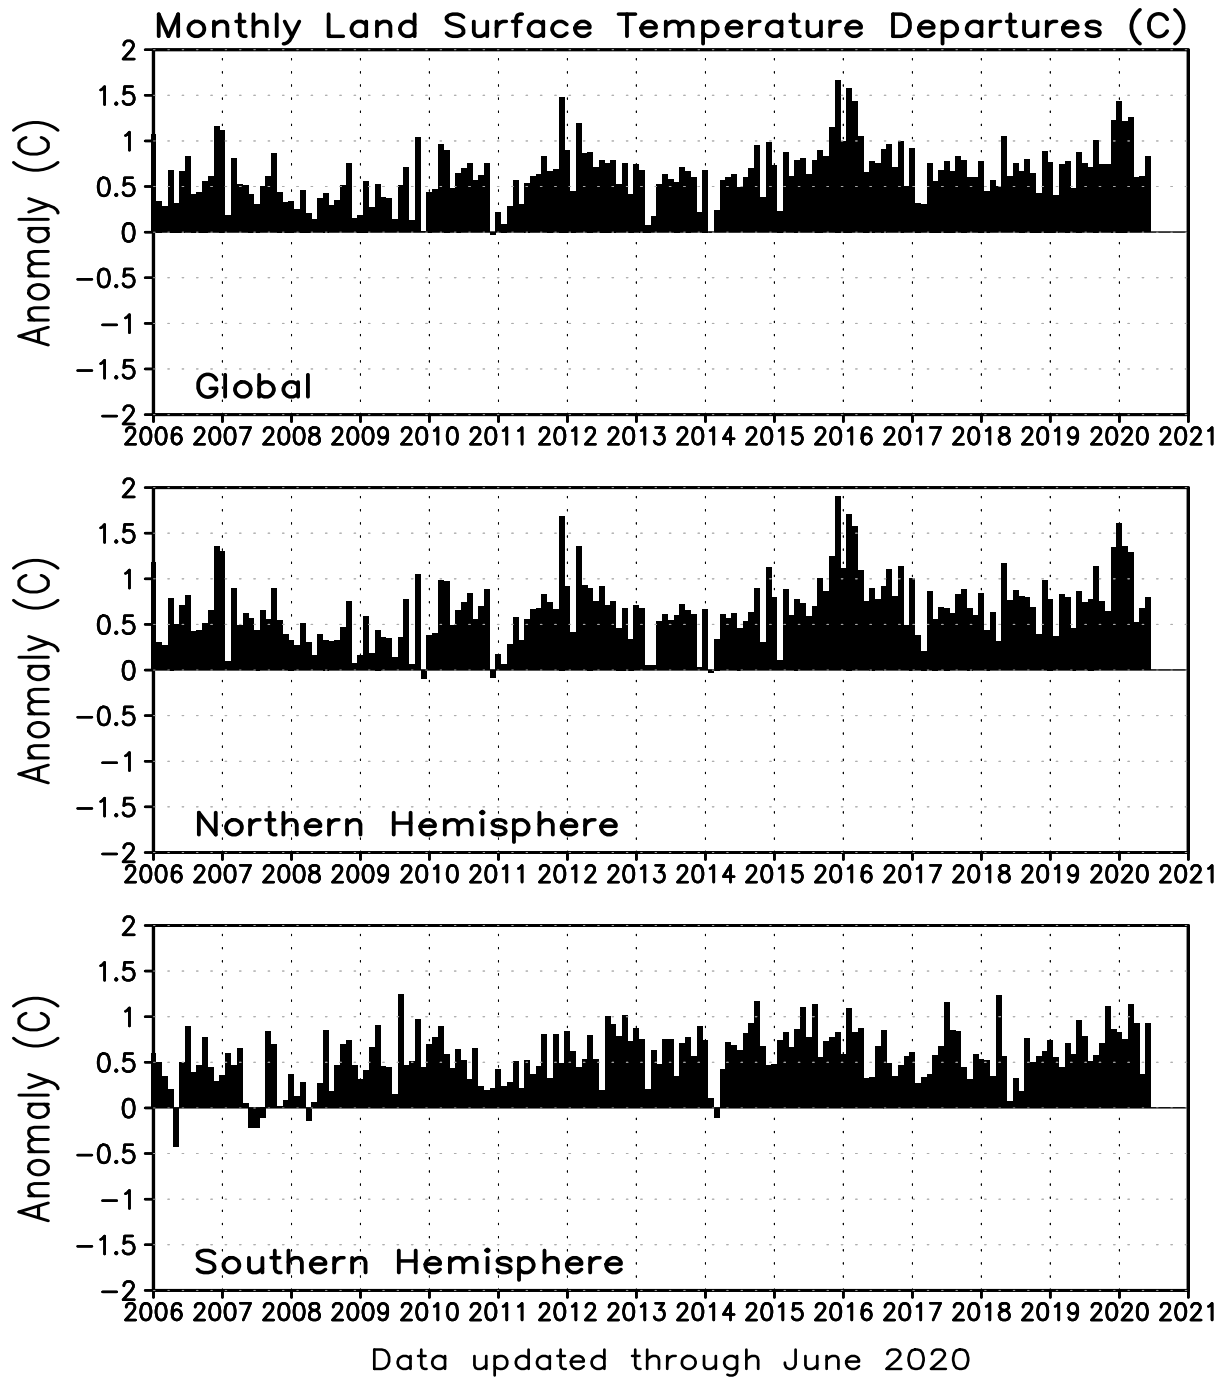 Monthly Land Surface Temperature Departures (C)
2
1.5
1
0.5
0
−0.5
−1
−1.5
−2
Anomaly (C)
Global
2006 2007 2008 2009 2010 2011 2012 2013 2014 2015 2016 2017 2018 2019 2020 2021
2
1.5
1
0.5
0
−0.5
−1
−1.5
−2
Anomaly (C)
Northern Hemisphere
2006 2007 2008 2009 2010 2011 2012 2013 2014 2015 2016 2017 2018 2019 2020 2021
2
1.5
1
0.5
0
−0.5
−1
−1.5
−2
Anomaly (C)
Southern Hemisphere
2006 2007 2008 2009 2010 2011 2012 2013 2014 2015 2016 2017 2018 2019 2020 2021
Data updated through June 2020